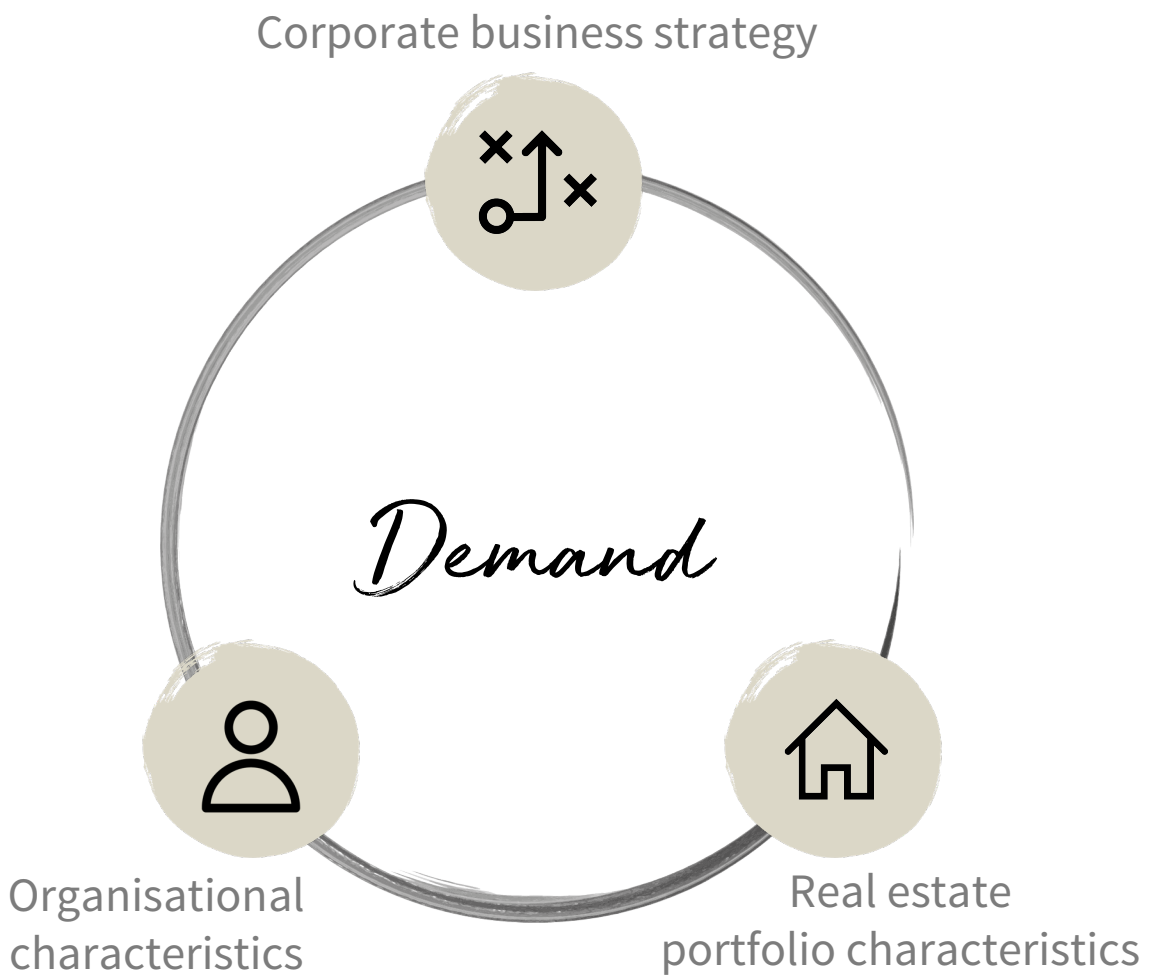 Corporate business strategy
Demand
Organisational
characteristics
Real estate
portfolio characteristics